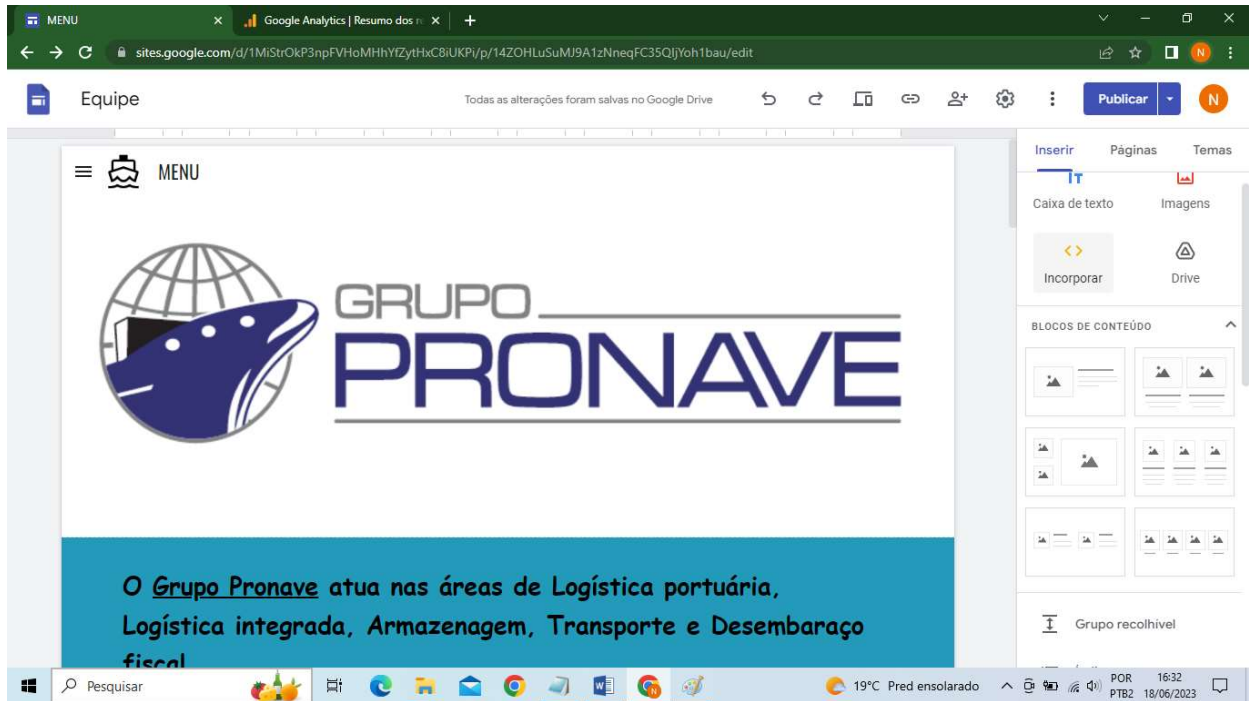 MENU
Google Analytics | Resumo dos r
sites.google.com/d/1MiStrOkP3npFVHoMHhYfZytHxC8iUKPi/p/14ZOHLuSuMJ9A1zNneqFC35QljYoh1bau/edit
N
Equipe
Todas as alterações foram salvas no Google Drive
Publicar
N
Inserir Páginas Temas
MENU
Caixa de texto Imagens
Incorporar Drive
GRUPO
PRONAVE
BLOCOS DE CONTEÚDO
O Grupo Pronave atua nas áreas de Logística portuária,
Logística integrada, Armazenagem, Transporte e Desembaraço
fiscal
Grupo recolhível
Pesquisar
19°C Pred ensolarado
POR
PTB2
16:32
18/06/2023